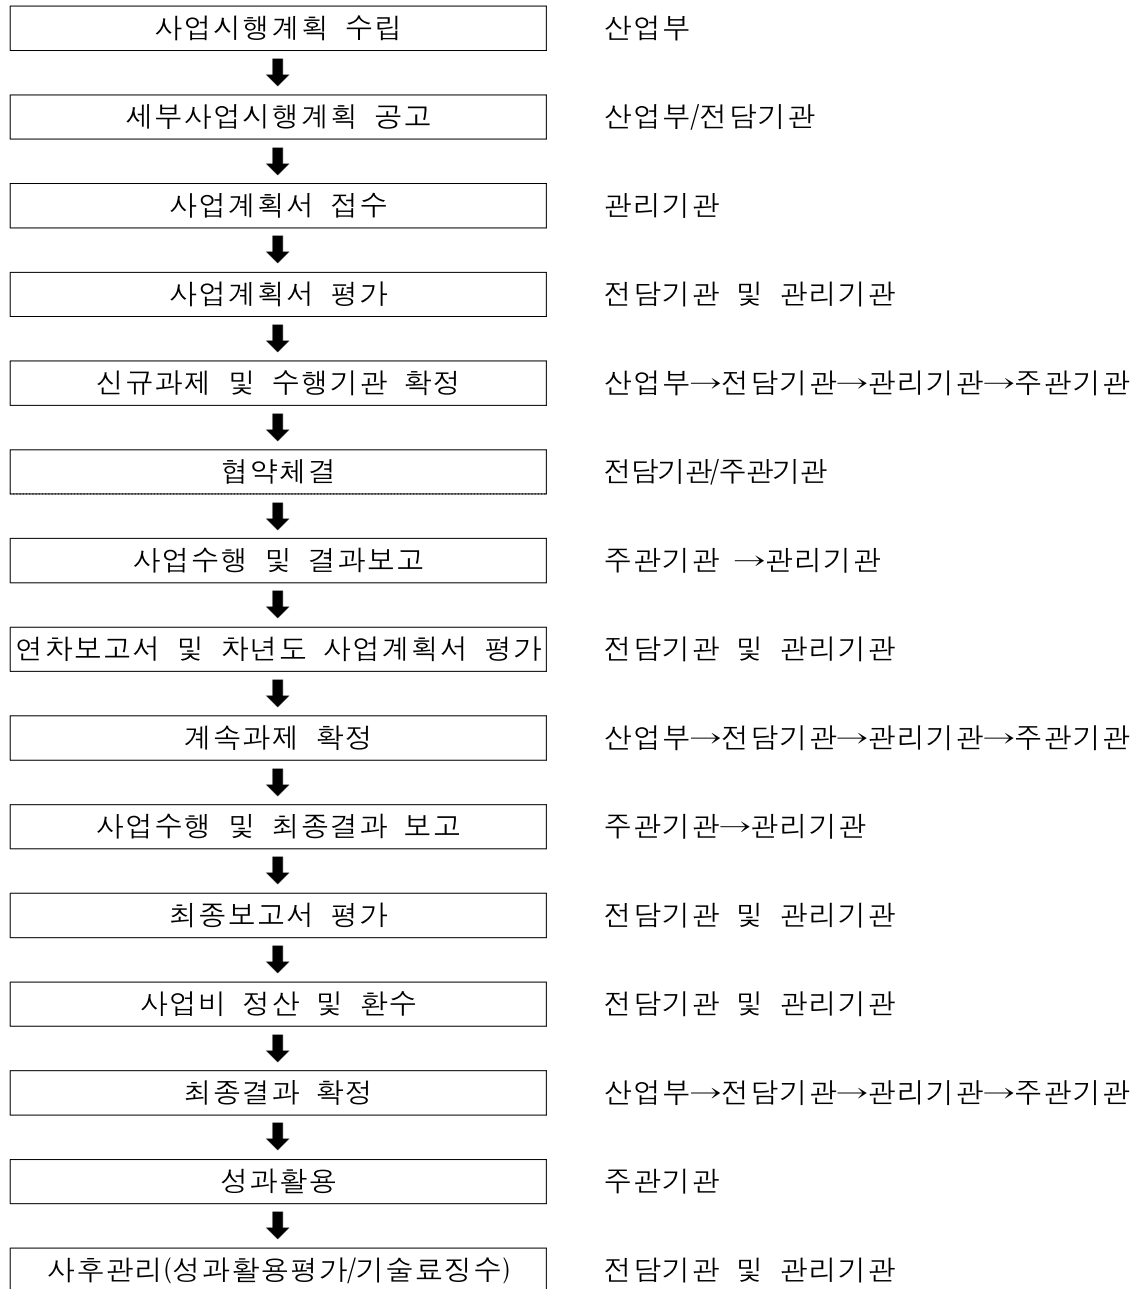 사업시행계획 수립 산업부
세부사업시행계획 공고 산업부/전담기관
사업계획서 접수 관리기관
사업계획서 평가 전담기관 및 관리기관
신규과제 및 수행기관 확정 산업부→전담기관→관리기관→주관기관
협약체결 전담기관/주관기관
사업수행 및 결과보고 주관기관 →관리기관
연차보고서 및 차년도 사업계획서 평가 전담기관 및 관리기관
계속과제 확정 산업부→전담기관→관리기관→주관기관
사업수행 및 최종결과 보고 주관기관→관리기관
최종보고서 평가 전담기관 및 관리기관
사업비 정산 및 환수 전담기관 및 관리기관
최종결과 확정 산업부→전담기관→관리기관→주관기관
성과활용 주관기관
사후관리(성과활용평가/기술료징수) 전담기관 및 관리기관